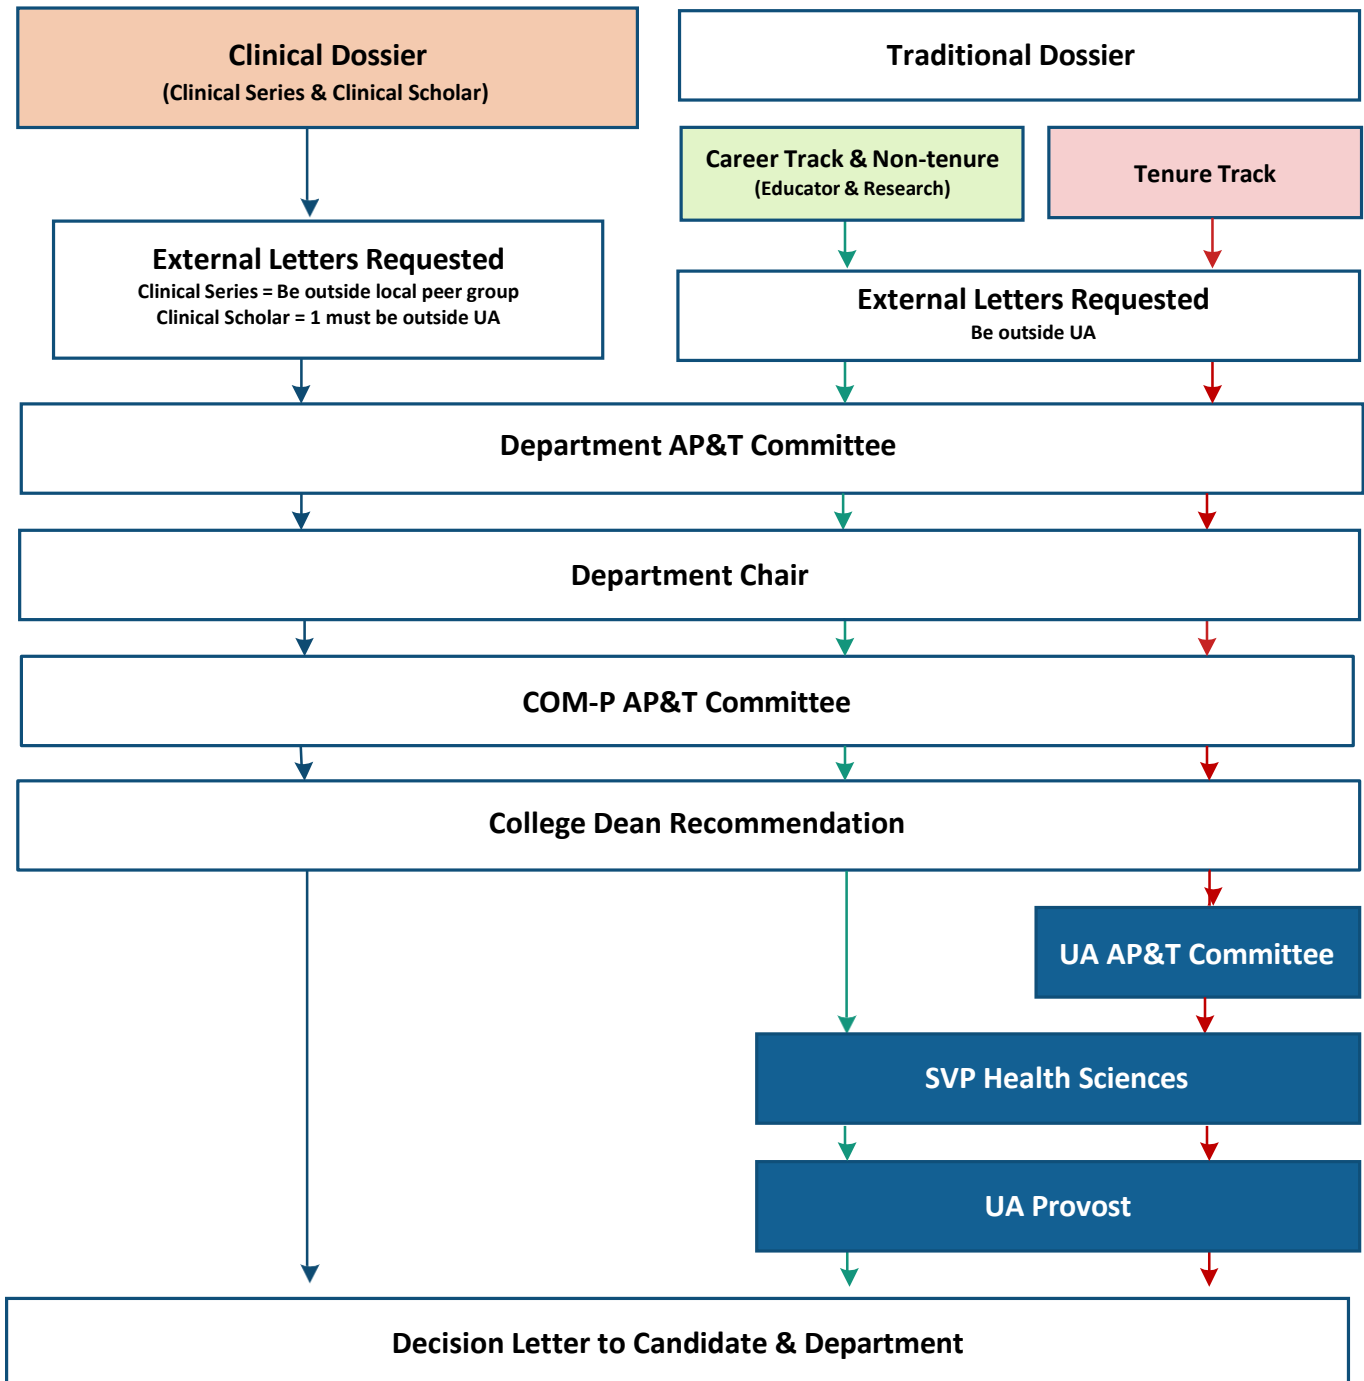 Clinical Dossier
(Clinical Series & Clinical Scholar)
Traditional Dossier
Career Track & Non-tenure
(Educator & Research)
Tenure Track
External Letters Requested
Clinical Series = Be outside local peer group
Clinical Scholar = 1 must be outside UA
External Letters Requested
Be outside UA
Department AP&T Committee
Department Chair
COM-P AP&T Committee
College Dean Recommendation
UA AP&T Committee
SVP Health Sciences
UA Provost
Decision Letter to Candidate & Department